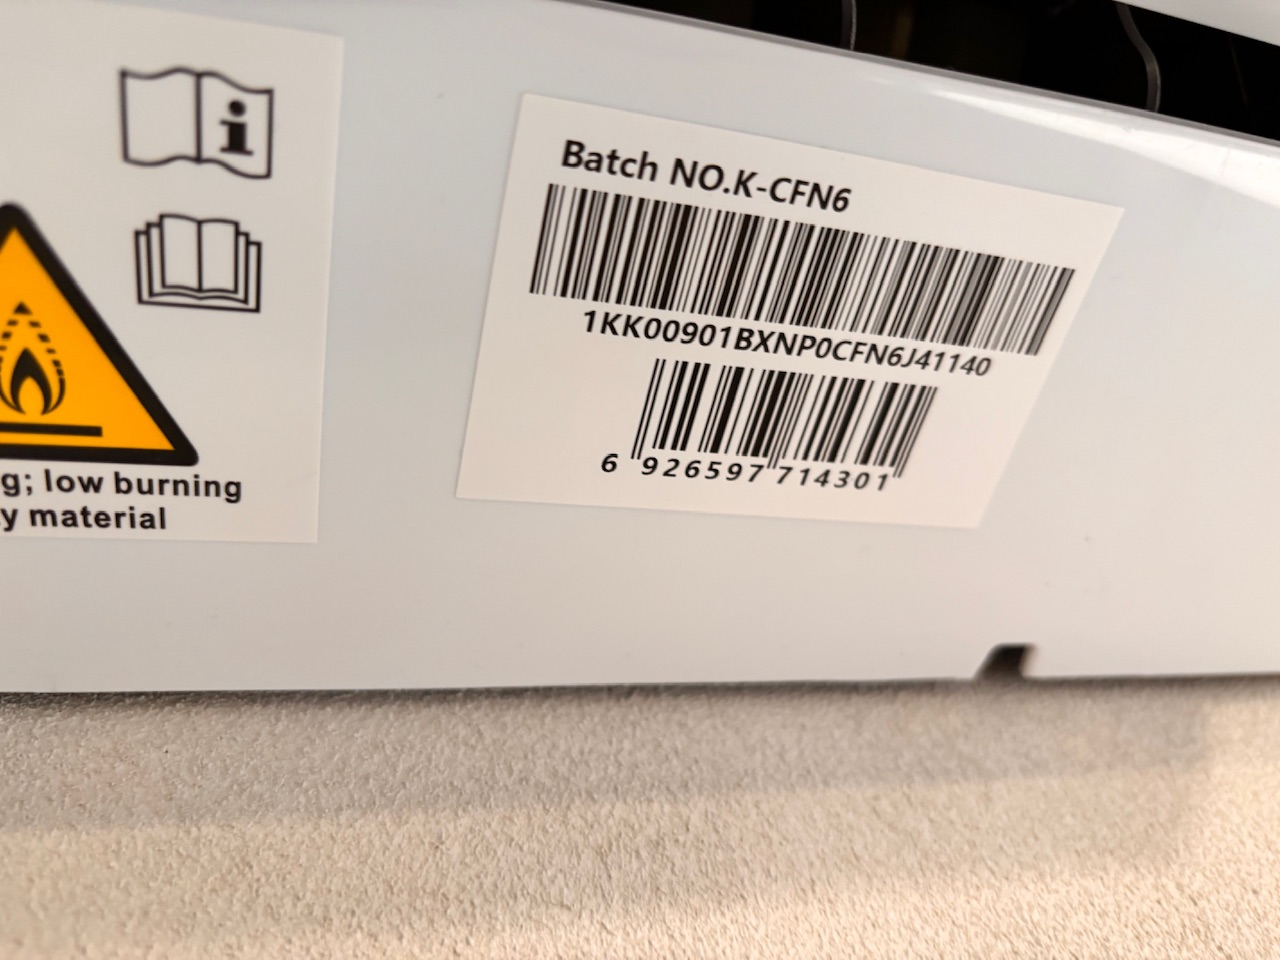 g; low burning
y material
Batch NO.K-CFN6
1KK00901BXNP0CFN6J41140
6 926597 714301